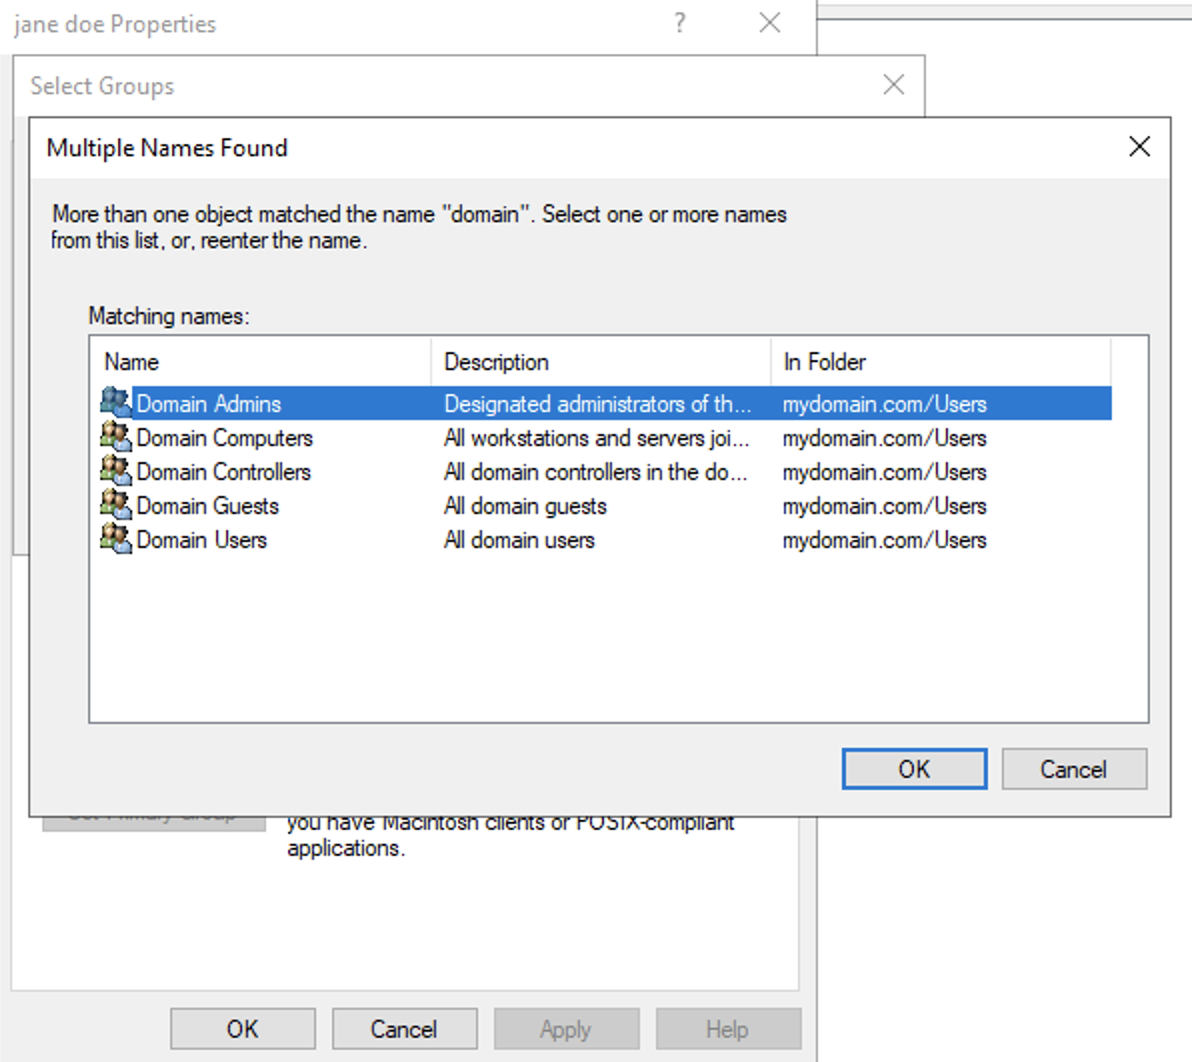 jane doe Properties
?
Select Groups
Multiple Names Found
More than one object matched the name "domain". Select one or more names
from this list, or, reenter the name.
Matching names:
Name Description In Folder
Domain Admins Designated administrators of th... mydomain.com/Users
Domain Computers All workstations and servers joi... mydomain.com/Users
Domain Controllers All domain controllers in the do... mydomain.com/Users
Domain Guests All domain guests mydomain.com/Users
Domain Users All domain users mydomain.com/Users
OK Cancel
you have Macintosh clients or POSIX-compliant
applications.
OK Cancel Apply Help